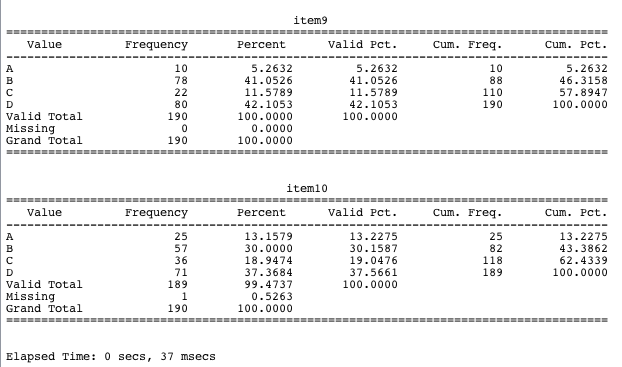 item9
====================================================================================
Value Frequency Percent Valid Pct. Cum. Freq. Cum. Pct.
------------------------------------------------------------------------------------
A 10 5.2632 5.2632 10 5.2632
B 78 41.0526 41.0526 88 46.3158
C 22 11.5789 11.5789 110 57.8947
D 80 42.1053 42.1053 190 100.0000
Valid Total 190 100.0000 100.0000
Missing 0 0.0000
Grand Total 190 100.0000
====================================================================================
item10
====================================================================================
Value Frequency Percent Valid Pct. Cum. Freq. Cum. Pct.
------------------------------------------------------------------------------------
A 25 13.1579 13.2275 25 13.2275
B 57 30.0000 30.1587 82 43.3862
C 36 18.9474 19.0476 118 62.4339
D 71 37.3684 37.5661 189 100.0000
Valid Total 189 99.4737 100.0000
Missing 1 0.5263
Grand Total 190 100.0000
====================================================================================
Elapsed Time: 0 secs, 37 msecs